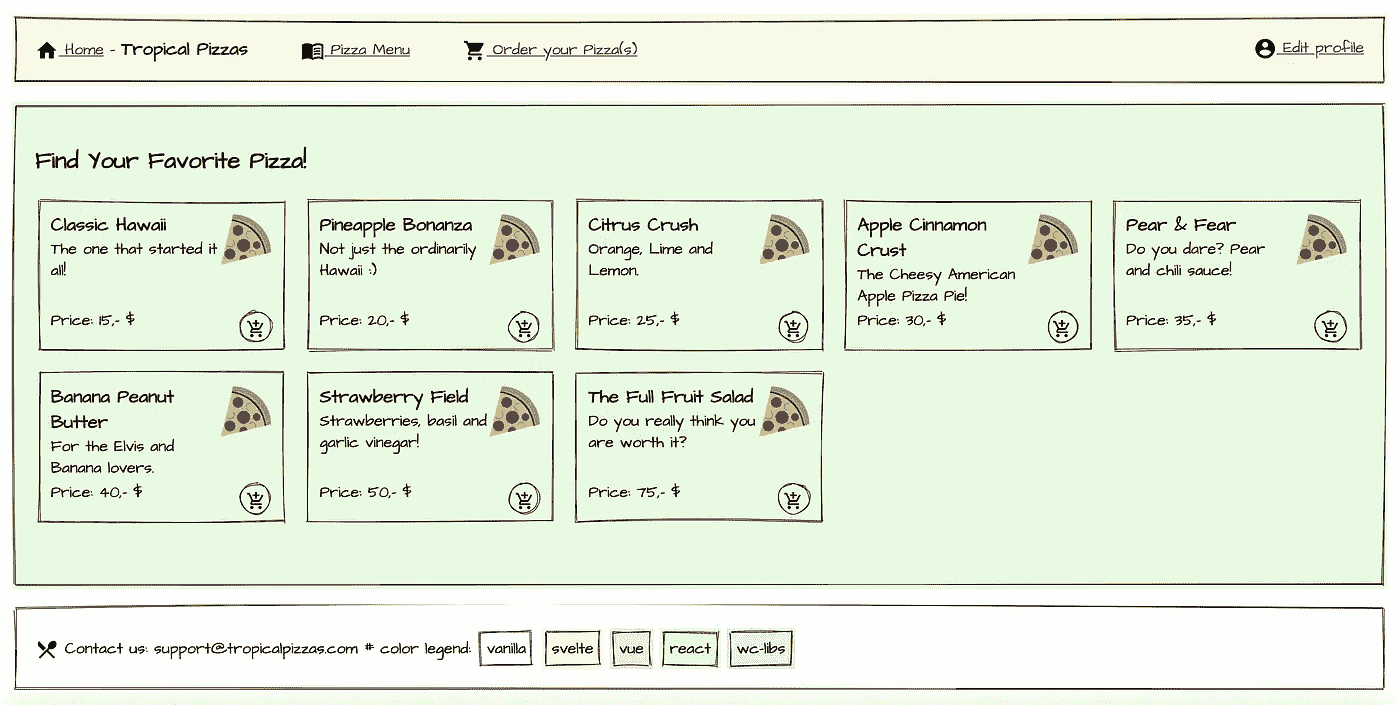 Home - Tropical Pizzas Pizza Menu Order your Pizza(s) Edit profile
Find Your Favorite Pizza!
Classic Hawaii
The one that started it
all!
Price: 15,- $
Pineapple Bonanza
Not just the ordinarily
Hawaii :)
Price: 20,- $
Citrus Crush
Orange, Lime and
Lemon.
Price: 25,- $
Apple Cinnamon
Crust
The Cheesy American
Apple Pizza Pie!
Price: 30,- $
Pear & Fear
Do you dare? Pear
and chili sauce!
Price: 35,- $
Banana Peanut
Butter
For the Elvis and
Banana lovers.
Price: 40,- $
Strawberry Field
Strawberries, basil and
garlic vinegar!
Price: 50,- $
The Full Fruit Salad
Do you really think you
are worth it?
Price: 75,- $
Contact us: support@tropicalpizzas.com # color legend: vanilla svelte vue react wc-libs